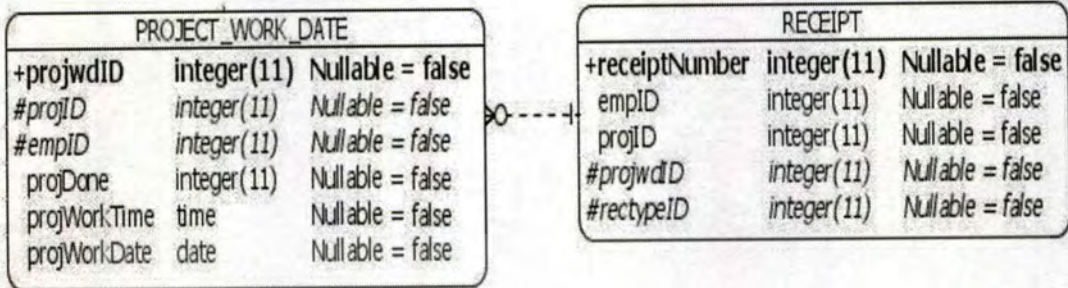 PROJECT_WORK_DATE
+projwdID integer(11) Nullable = false
#projID integer(11) Nullable = false
#empID integer(11) Nullable = false
projDone integer(11) Nullable = false
projWorkTime time Nullable = false
projWorkDate date Nullable = false
RECEIPT
+receiptNumber integer(11) Nullable = false
empID integer(11) Nullable = false
projID integer(11) Nullable = false
#projwdID integer(11) Nullable = false
#rectypeID integer(11) Nullable = false